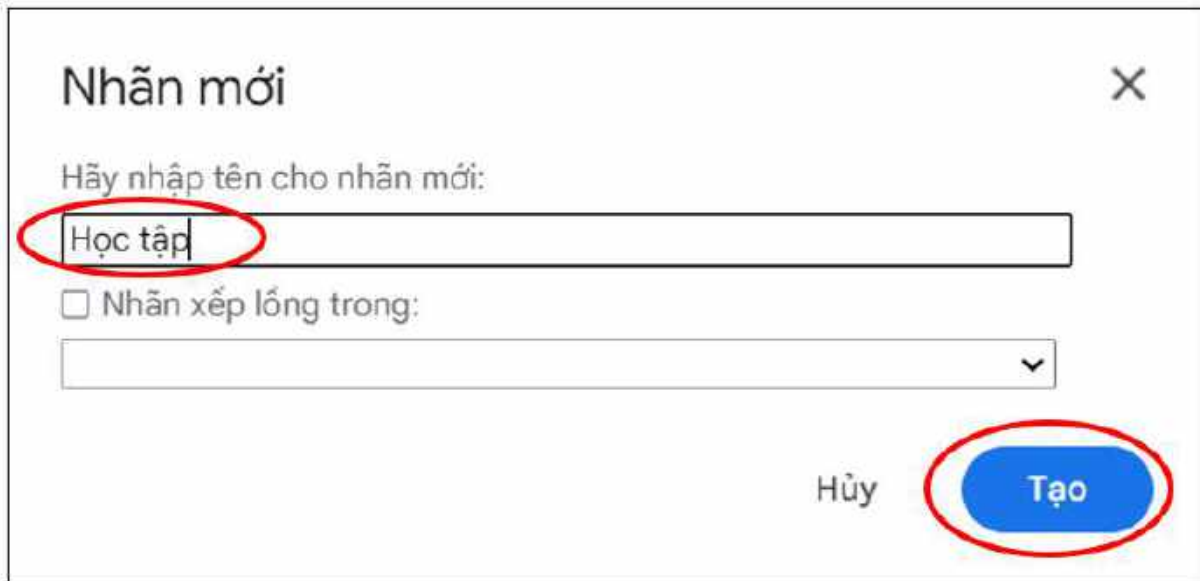 Nhãn mới
Hãy nhập tên cho nhãn mới:
Học tập
Nhãn xếp lồng trong:
Hủy
Tạo